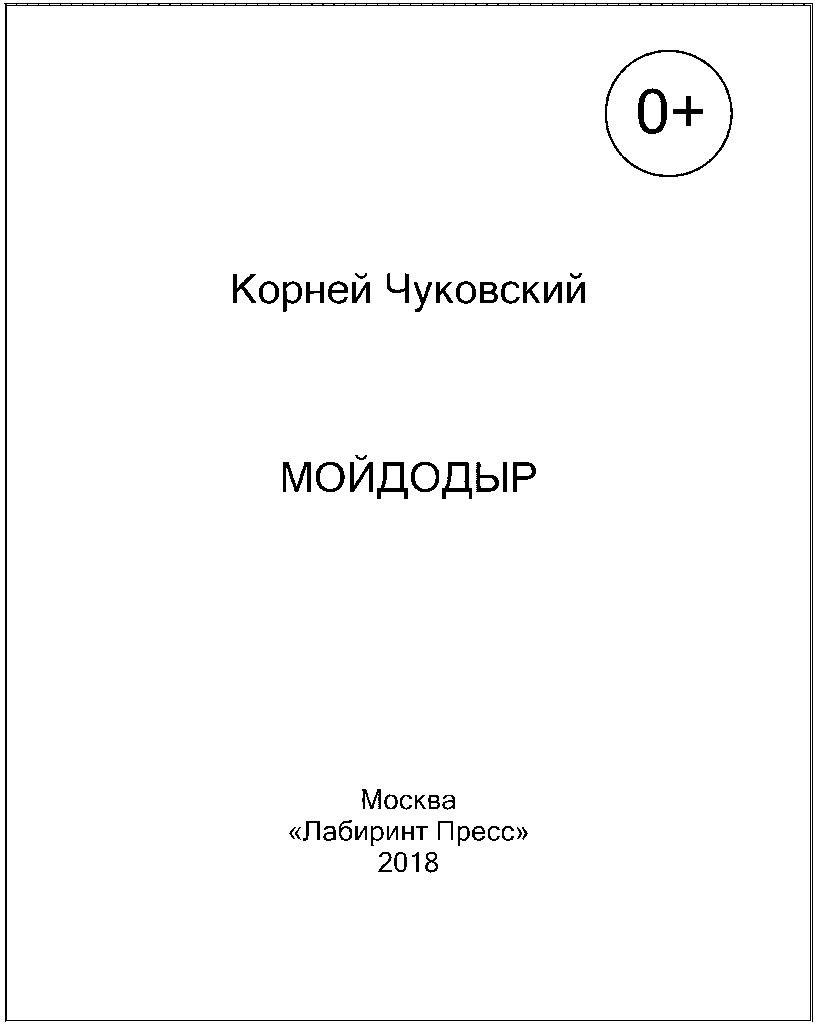 0+
Корней Чуковский
МОЙДОДЫР
Москва
«Лабиринт Пресс»
2018